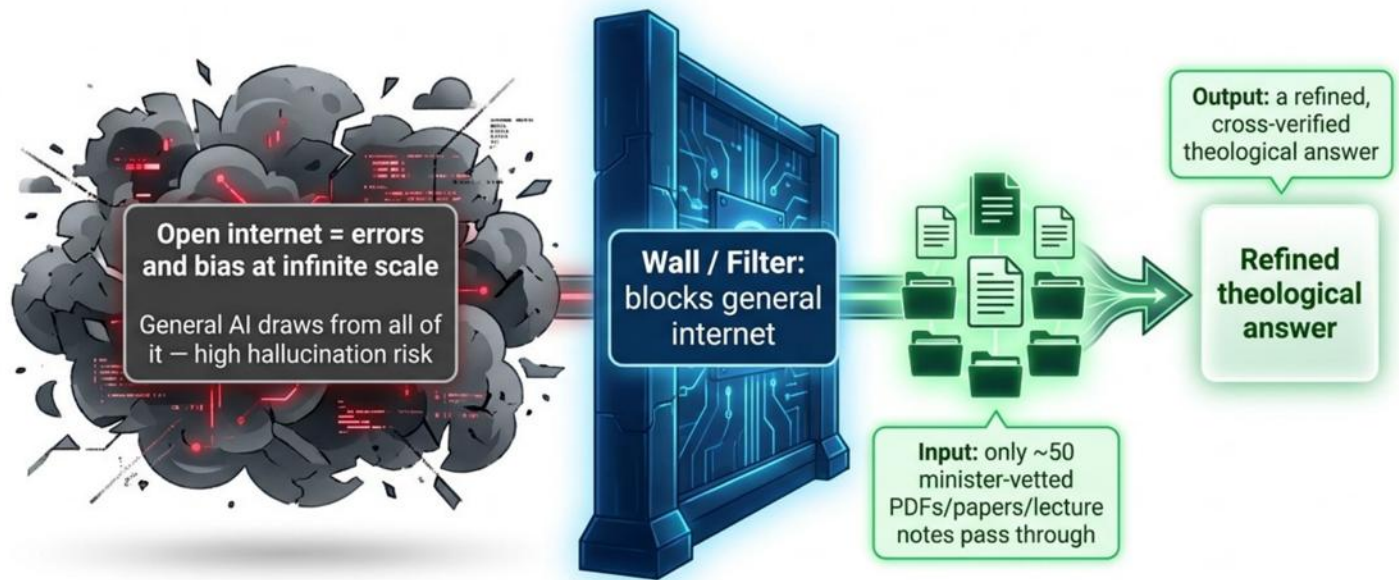 Open internet = errors
and bias at infinite scale
General AI draws from all of
it — high hallucination risk
Wall / Filter:
blocks general
internet
Input: only ~50
minister-vetted
PDFs/papers/lecture
notes pass through
Output: a refined,
cross-verified
theological answer
Refined
theological
answer